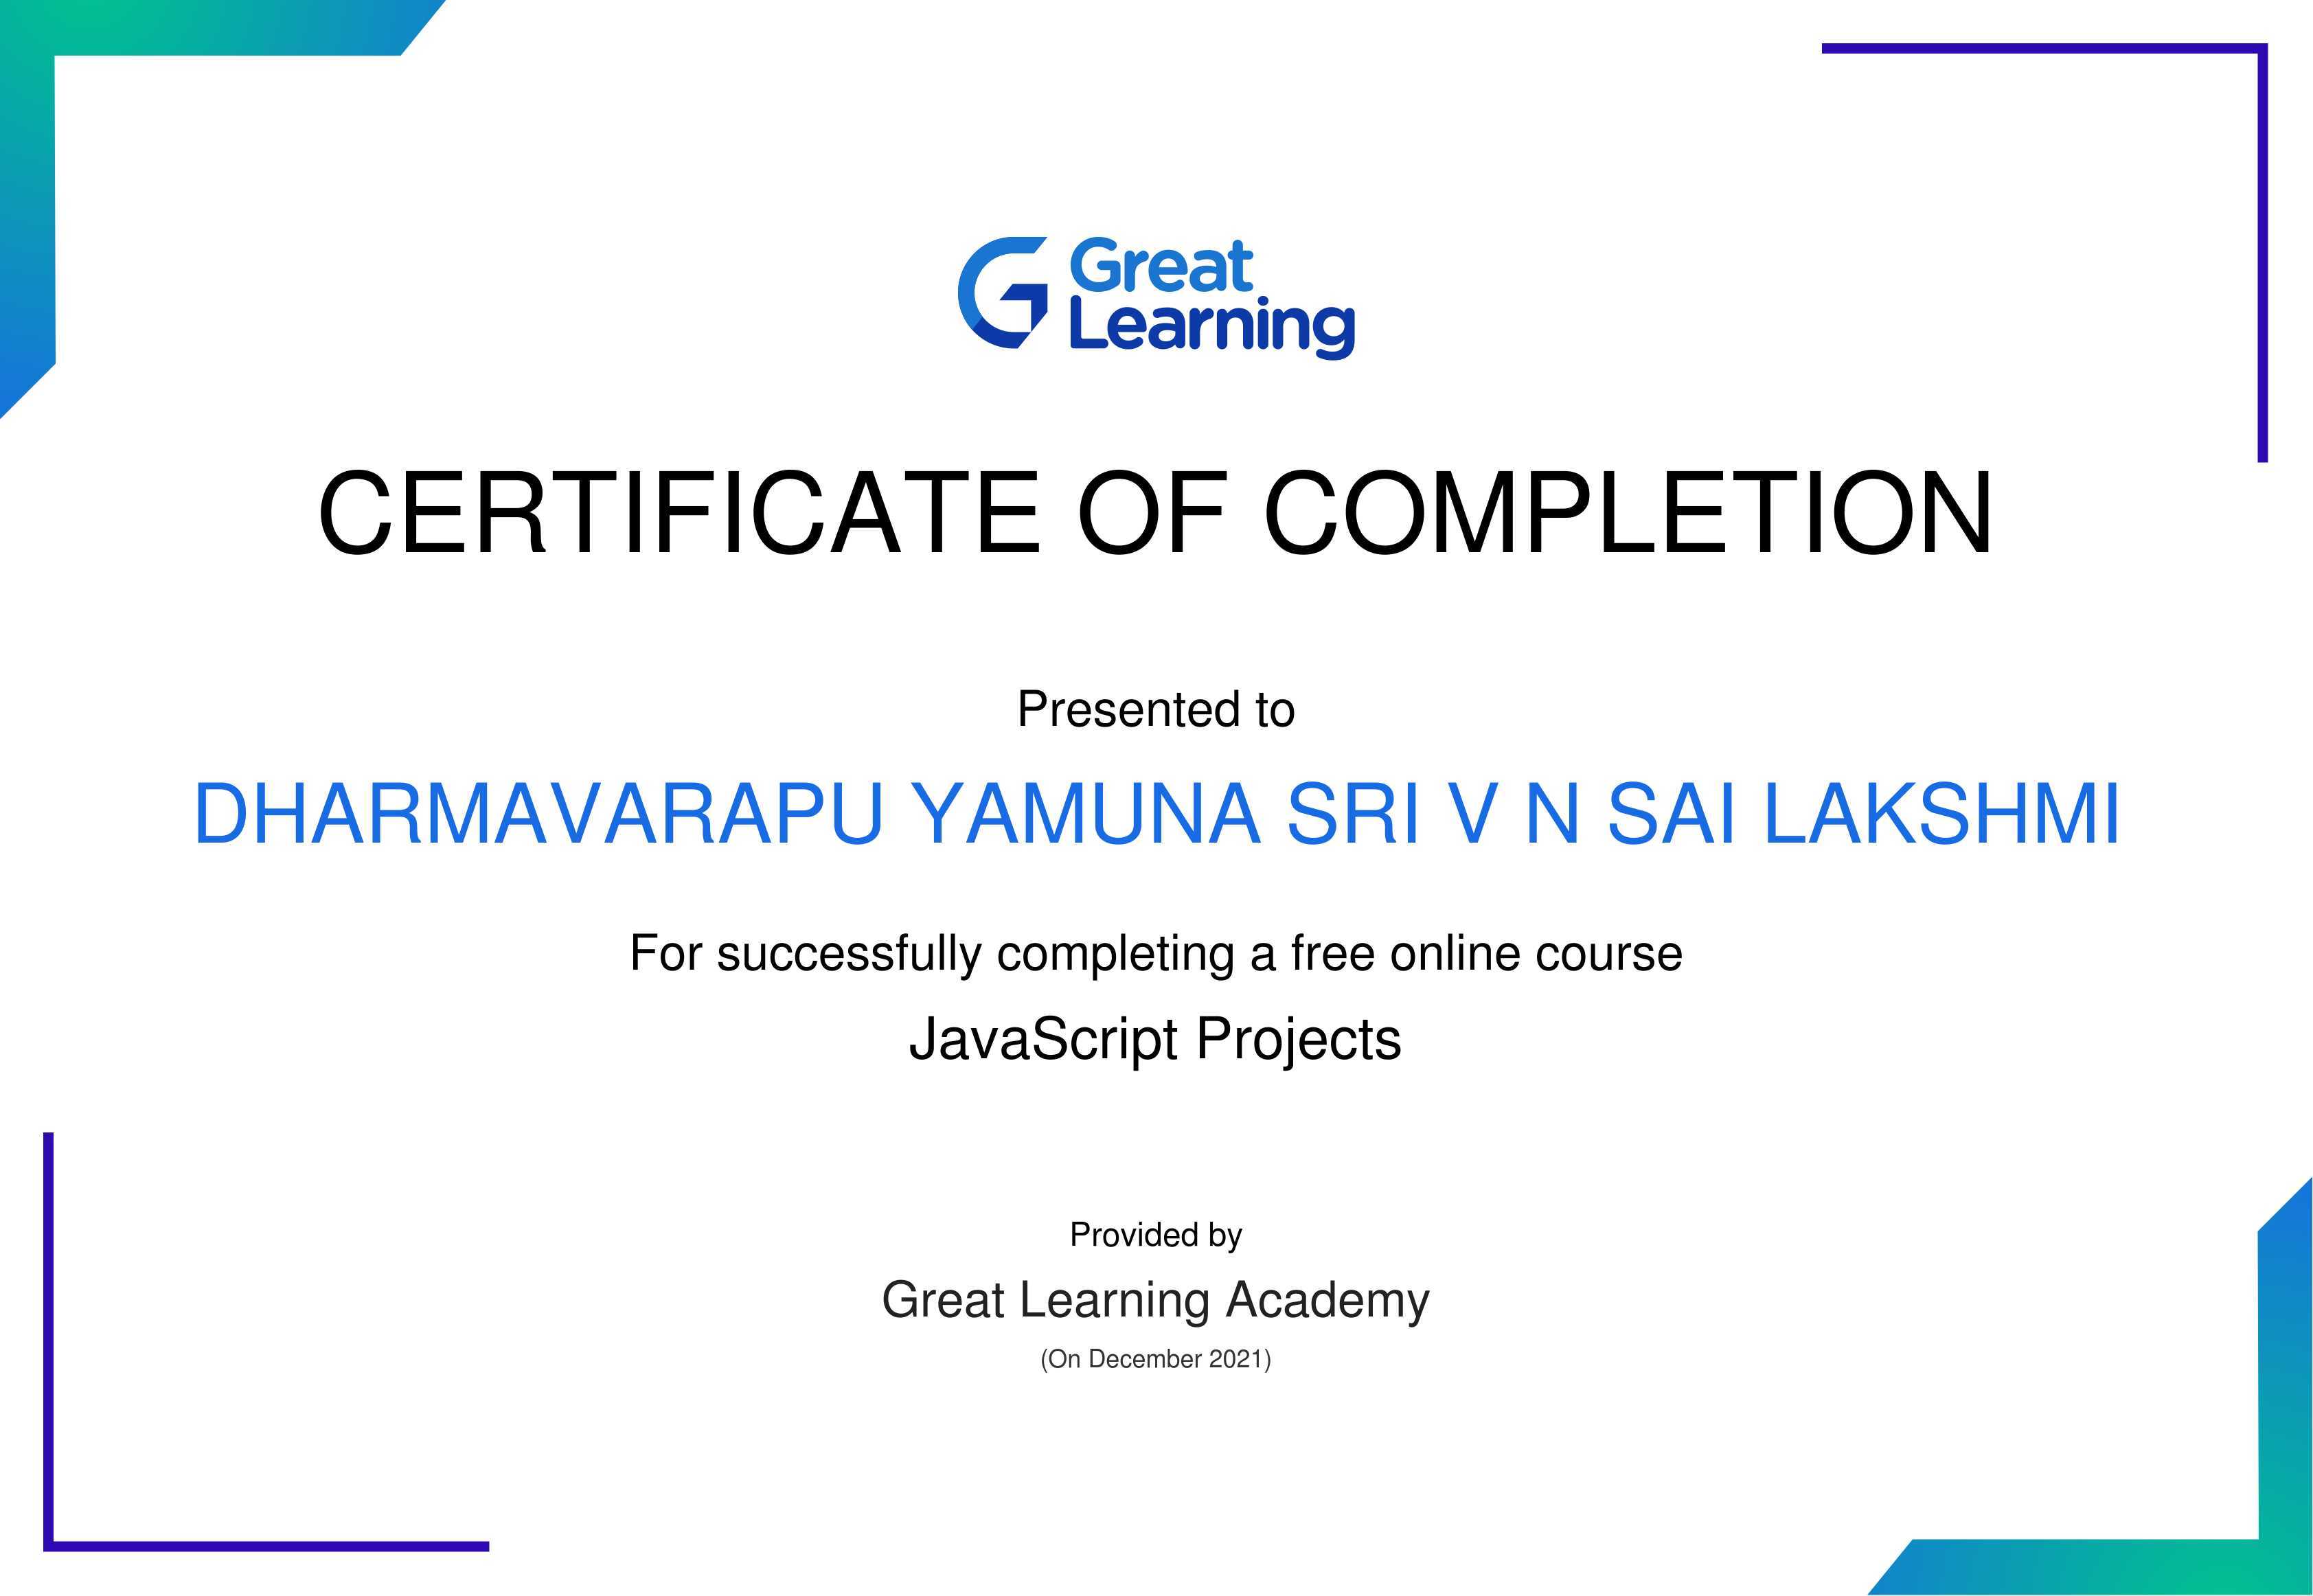 Great
Learning
CERTIFICATE OF COMPLETION
Presented to
DHARMAVARAPU YAMUNA SRI V N SAI LAKSHMI
For successfully completing a free online course
JavaScript Projects
Provided by
Great Learning Academy
(On December 2021)